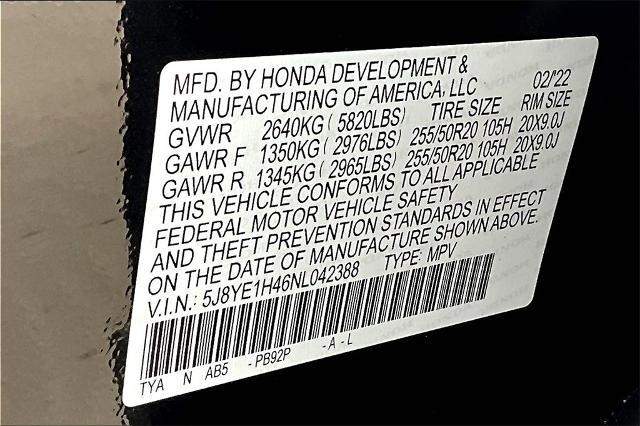 MFD. BY HONDA DEVELOPMENT &
MANUFACTURING OF AMERICA, LLC 02/'22
GVWR 2640KG ( 5820LBS) TIRE SIZE RIM SIZE
GAWR F 1350KG ( 2976LBS) 255/50R20 105H 20X9.0J
GAWR R 1345KG ( 2965LBS) 255/50R20 105H 20X9.0J
THIS VEHICLE CONFORMS TO ALL APPLICABLE
FEDERAL MOTOR VEHICLE SAFETY
AND THEFT PREVENTION STANDARDS IN EFFECT
ON THE DATE OF MANUFACTURE SHOWN ABOVE.
V.I.N.: 5J8YE1H46NL042388 TYPE: MPV
TYA N AB5 -PB92P -A-L